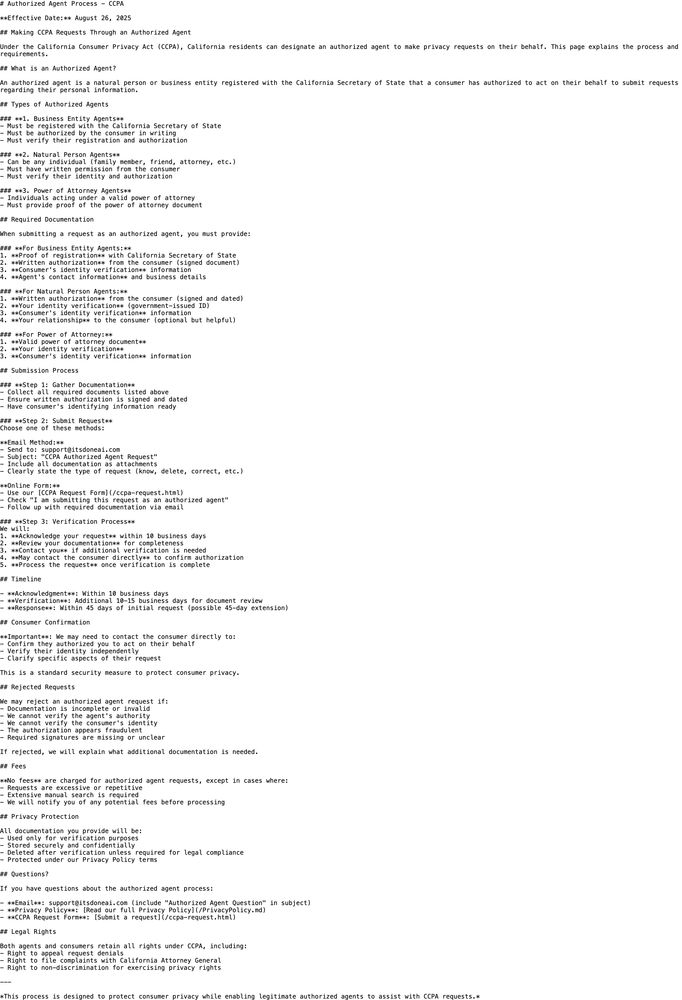 # Authorized Agent Process - CCPA
**Effective Date:** August 26, 2025
## Making CCPA Requests Through an Authorized Agent
Under the California Consumer Privacy Act (CCPA), California residents can designate an authorized agent to make privacy requests on their behalf. This page explains the process and
requirements.
## What is an Authorized Agent?
An authorized agent is a natural person or business entity registered with the California Secretary of State that a consumer has authorized to act on their behalf to submit requests
regarding their personal information.
## Types of Authorized Agents
### **1. Business Entity Agents**
- Must be registered with the California Secretary of State
- Must be authorized by the consumer in writing
- Must verify their registration and authorization
### **2. Natural Person Agents**
- Can be any individual (family member, friend, attorney, etc.)
- Must have written permission from the consumer
- Must verify their identity and authorization
### **3. Power of Attorney Agents**
- Individuals acting under a valid power of attorney
- Must provide proof of the power of attorney document
## Required Documentation
When submitting a request as an authorized agent, you must provide:
### **For Business Entity Agents:**
1. **Proof of registration** with California Secretary of State
2. **Written authorization** from the consumer (signed document)
3. **Consumer's identity verification** information
4. **Agent's contact information** and business details
### **For Natural Person Agents:**
1. **Written authorization** from the consumer (signed and dated)
2. **Your identity verification** (government-issued ID)
3. **Consumer's identity verification** information
4. **Your relationship** to the consumer (optional but helpful)
### **For Power of Attorney:**
1. **Valid power of attorney document**
2. **Your identity verification**
3. **Consumer's identity verification** information
## Submission Process
### **Step 1: Gather Documentation**
- Collect all required documents listed above
- Ensure written authorization is signed and dated
- Have consumer's identifying information ready
### **Step 2: Submit Request**
Choose one of these methods:
**Email Method:**
- Send to: support@itsdoneai.com
- Subject: "CCPA Authorized Agent Request"
- Include all documentation as attachments
- Clearly state the type of request (know, delete, correct, etc.)
**Online Form:**
- Use our [CCPA Request Form](/ccpa-request.html)
- Check "I am submitting this request as an authorized agent"
- Follow up with required documentation via email
### **Step 3: Verification Process**
We will:
1. **Acknowledge your request** within 10 business days
2. **Review your documentation** for completeness
3. **Contact you** if additional verification is needed
4. **May contact the consumer directly** to confirm authorization
5. **Process the request** once verification is complete
## Timeline
- **Acknowledgment**: Within 10 business days
- **Verification**: Additional 10-15 business days for document review
- **Response**: Within 45 days of initial request (possible 45-day extension)
## Consumer Confirmation
**Important**: We may need to contact the consumer directly to:
- Confirm they authorized you to act on their behalf
- Verify their identity independently
- Clarify specific aspects of their request
This is a standard security measure to protect consumer privacy.
## Rejected Requests
We may reject an authorized agent request if:
- Documentation is incomplete or invalid
- We cannot verify the agent's authority
- We cannot verify the consumer's identity
- The authorization appears fraudulent
- Required signatures are missing or unclear
If rejected, we will explain what additional documentation is needed.
## Fees
**No fees** are charged for authorized agent requests, except in cases where:
- Requests are excessive or repetitive
- Extensive manual search is required
- We will notify you of any potential fees before processing
## Privacy Protection
All documentation you provide will be:
- Used only for verification purposes
- Stored securely and confidentially
- Deleted after verification unless required for legal compliance
- Protected under our Privacy Policy terms
## Questions?
If you have questions about the authorized agent process:
- **Email**: support@itsdoneai.com (include "Authorized Agent Question" in subject)
- **Privacy Policy**: [Read our full Privacy Policy](/PrivacyPolicy.md)
- **CCPA Request Form**: [Submit a request](/ccpa-request.html)
## Legal Rights
Both agents and consumers retain all rights under CCPA, including:
- Right to appeal request denials
- Right to file complaints with California Attorney General
- Right to non-discrimination for exercising privacy rights
---
*This process is designed to protect consumer privacy while enabling legitimate authorized agents to assist with CCPA requests.*